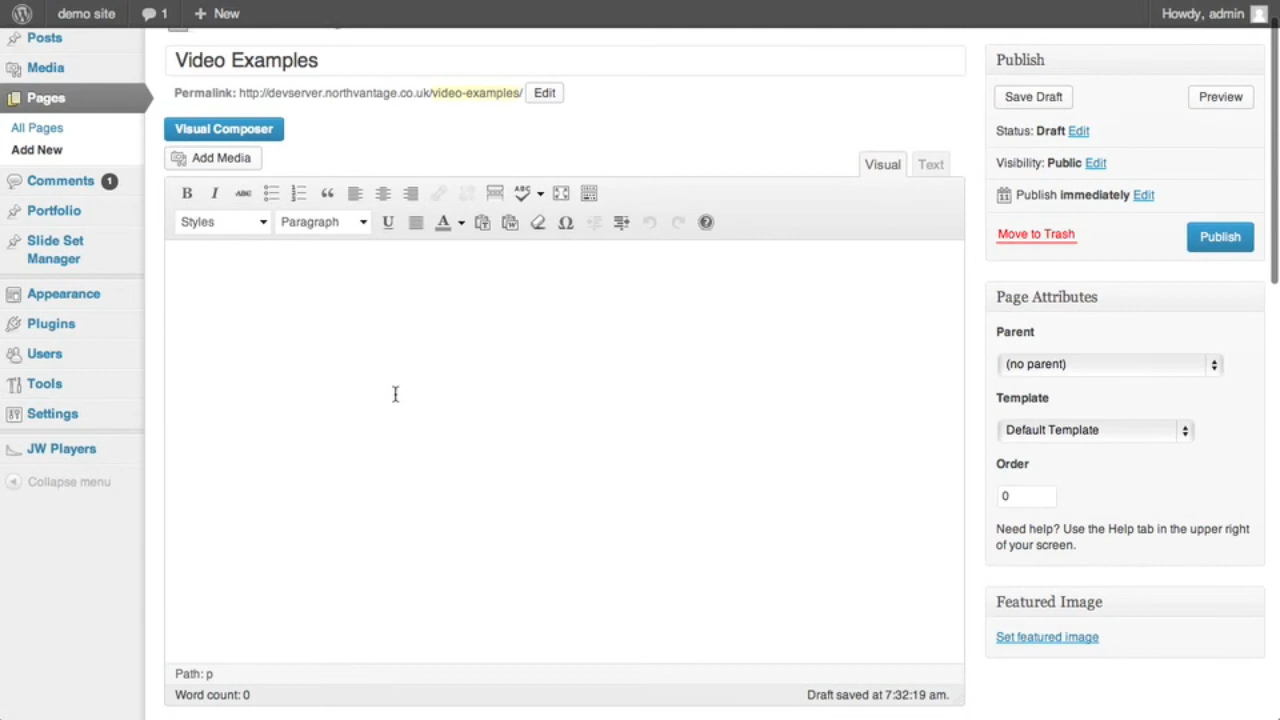 demo site
1
New
Howdy, admin
Posts
Media
Pages
All Pages
Add New
Comments 1
Portfolio
Slide Set
Manager
Appearance
Plugins
Users
Tools
Settings
JW Players
Collapse menu
Video Examples
Permalink: http://devserver.northvantage.co.uk/video-examples/ Edit
Visual Composer
Add Media
Visual Text
B I ABC ABC
Styles Paragraph U A
Path: p
Word count: 0 Draft saved at 7:32:19 am.
Publish
Save Draft Preview
Status: Draft Edit
Visibility: Public Edit
Publish immediately Edit
Move to Trash Publish
Page Attributes
Parent
(no parent)
Template
Default Template
Order
0
Need help? Use the Help tab in the upper right
of your screen.
Featured Image
Set featured image